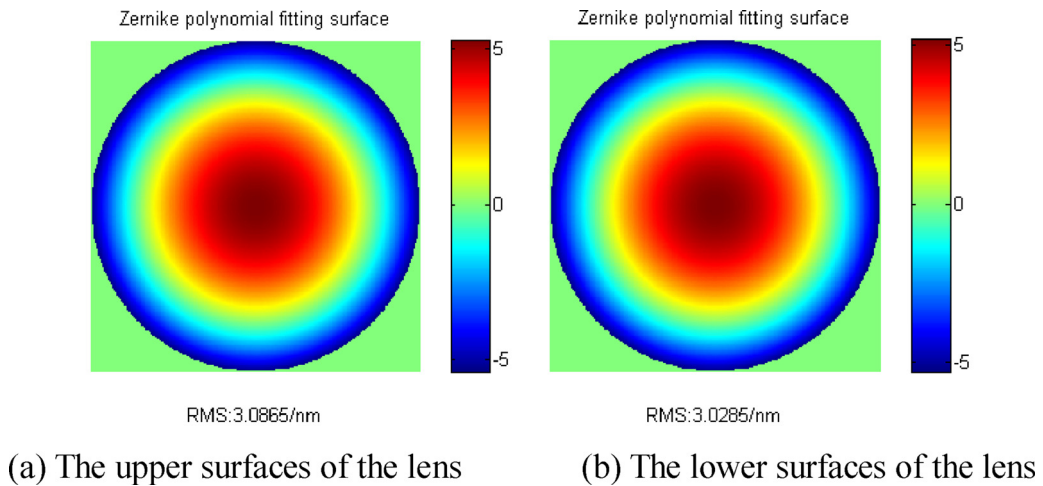 Zernike polynomial fitting surface
5
0
-5
RMS:3.0865/nm
(a) The upper surfaces of the lens
Zernike polynomial fitting surface
5
0
-5
RMS:3.0285/nm
(b) The lower surfaces of the lens